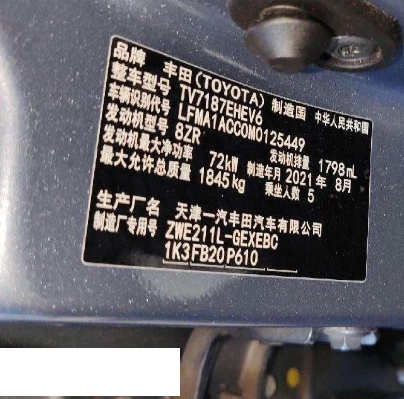 品牌 丰田(TOYOTA) 制造国 中华人民共和国
整车型号 TV7187EHEV6
车辆识别代号 LFMA1ACC0M0125449
发动机型号 8ZR 发动机排量 1798mL
发动机最大净功率 72kW 制造年月 2021年 8月
最大允许总质量 1845kg 乘坐人数 5
生产厂名 天津一汽丰田汽车有限公司
制造厂专用号 ZWE211L-GEXEBC
1K3 FB20 P610